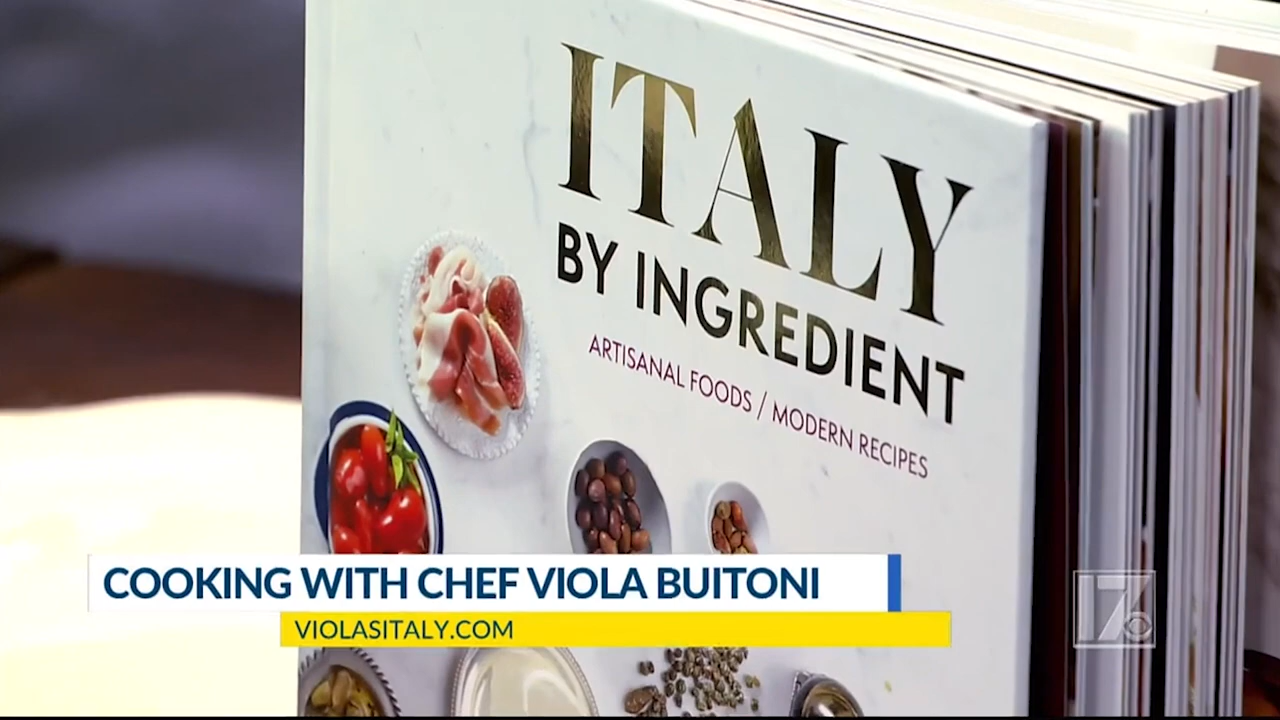 ITALY
BY INGREDIENT
ARTISANAL FOODS / MODERN RECIPES
COOKING WITH CHEF VIOLA BUITONI
VIOLASITALY.COM
17